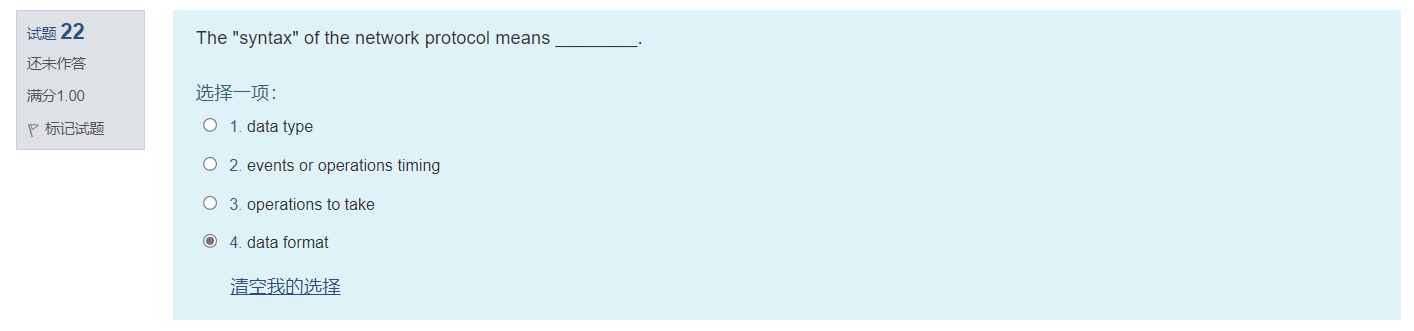 试题 22
还未作答
满分1.00
标记试题
The "syntax" of the network protocol means ________.
选择一项：
1. data type
2. events or operations timing
3. operations to take
4. data format
清空我的选择